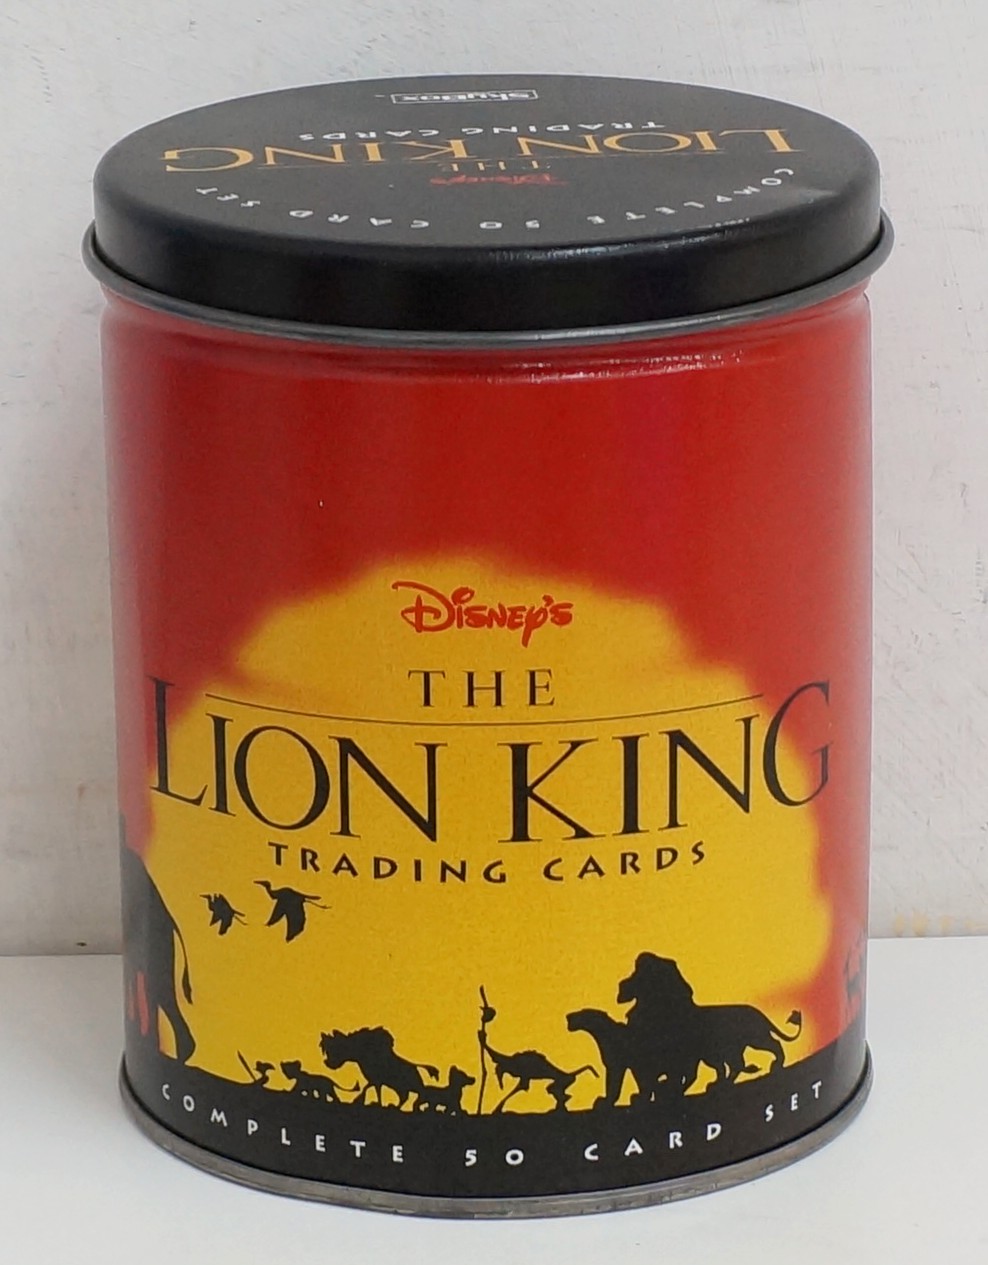 SkyBox
TRADING CARDS
LION KING
THE
Disney's
COMPLETE 50 CARD SET
Disney's
THE
LION KING
TRADING CARDS
COMPLETE 50 CARD SET